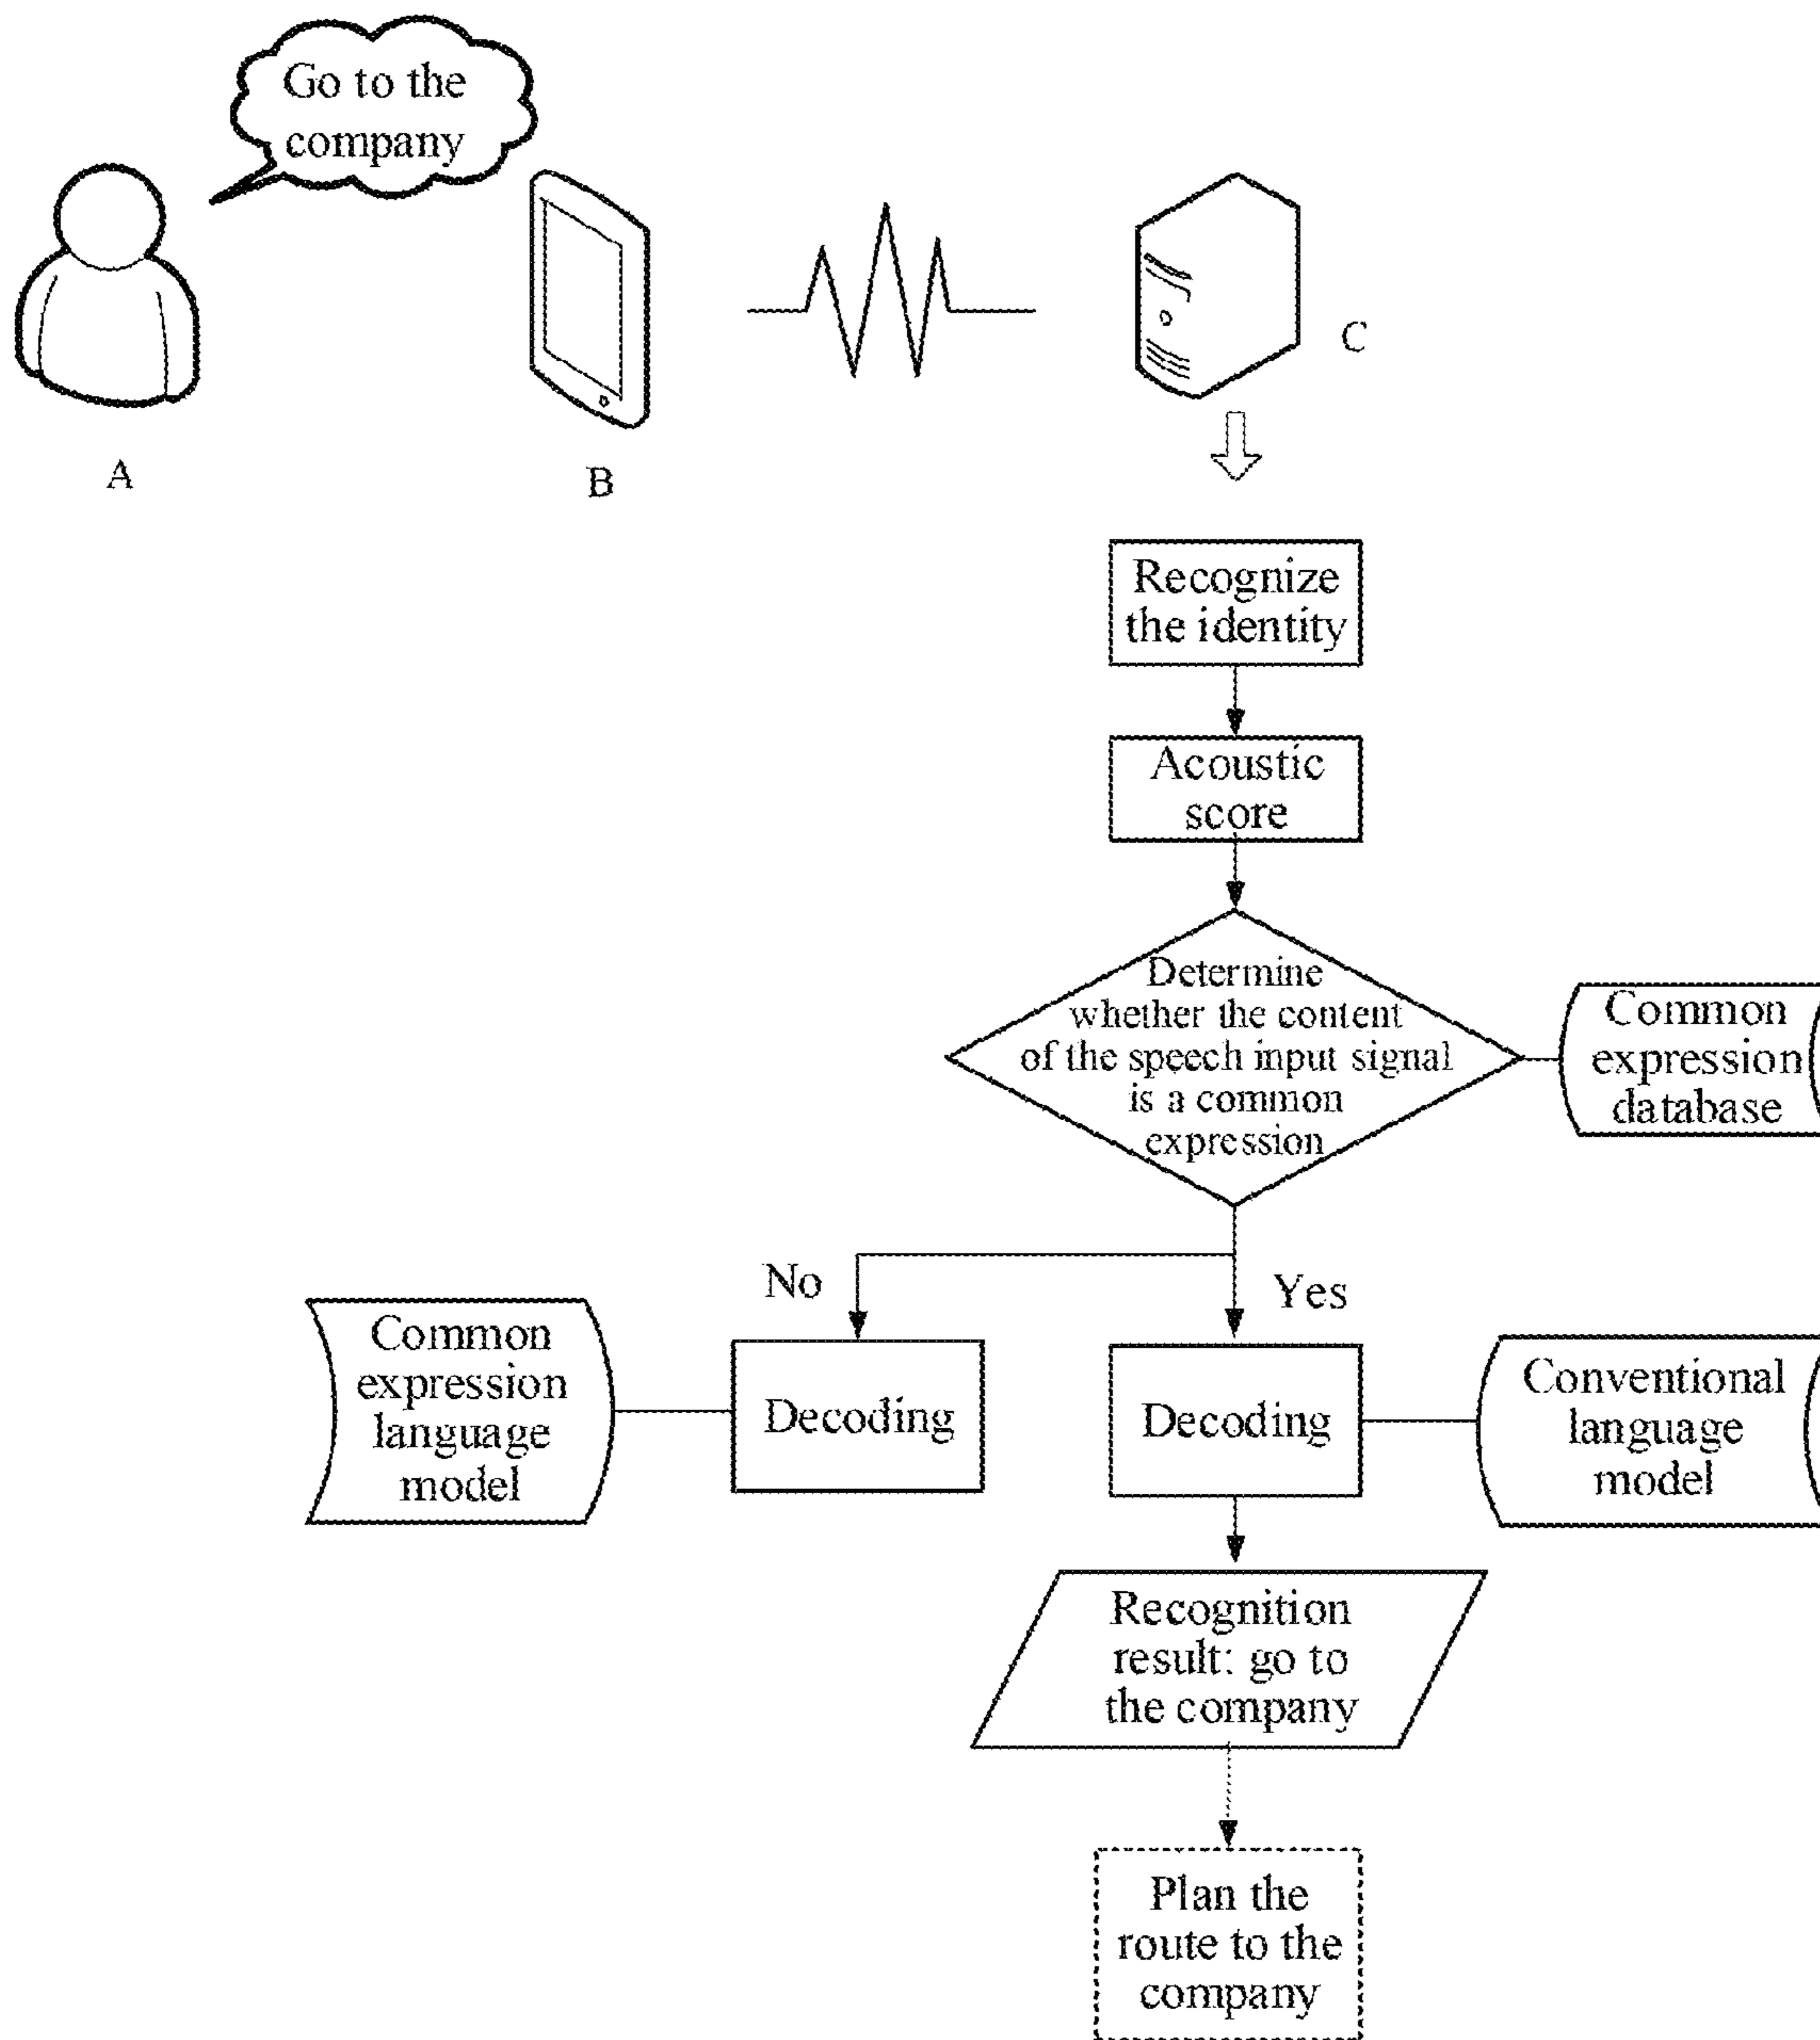 Go to the
company
A
B
C
Recognize
the identity
Acoustic
score
Determine
whether the content
of the speech input signal
is a common
expression
Common
expression
database
No
Yes
Common
expression
language
model
Decoding
Decoding
Conventional
language
model
Recognition
result: go to
the company
Plan the
route to the
company